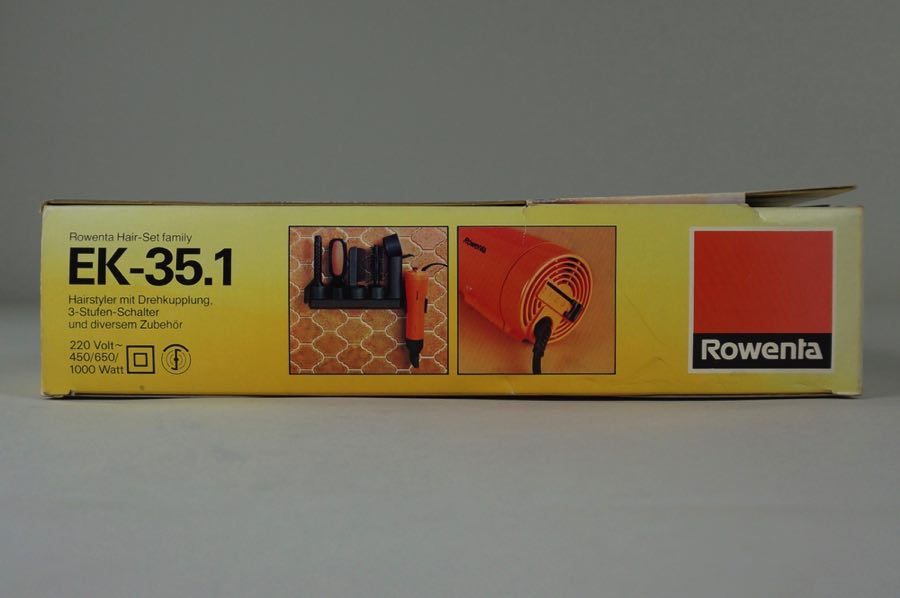 Rowenta Hair-Set family
EK-35.1
Hairstyler mit Drehkupplung,
3-Stufen-Schalter
und diversem Zubehör
220 Volt~
450/650/
1000 Watt
Rowenta
Rowenta